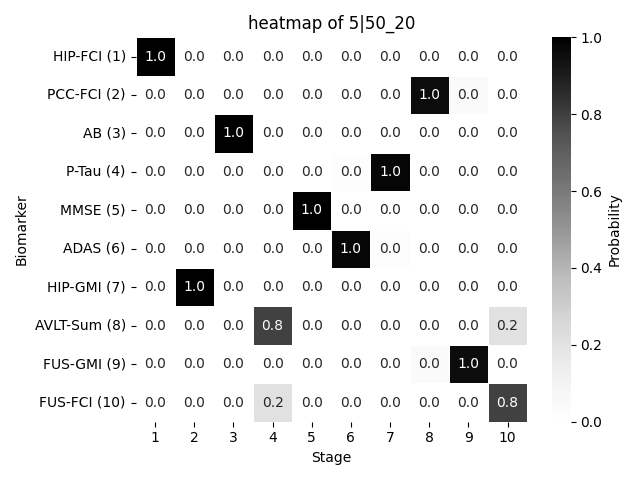 heatmap of 5|50_20
HIP-FCI (1) 1.0 0.0 0.0 0.0 0.0 0.0 0.0 0.0 0.0 0.0
PCC-FCI (2) 0.0 0.0 0.0 0.0 0.0 0.0 0.0 1.0 0.0 0.0
AB (3) 0.0 0.0 1.0 0.0 0.0 0.0 0.0 0.0 0.0 0.0
P-Tau (4) 0.0 0.0 0.0 0.0 0.0 0.0 1.0 0.0 0.0 0.0
MMSE (5) 0.0 0.0 0.0 0.0 1.0 0.0 0.0 0.0 0.0 0.0
ADAS (6) 0.0 0.0 0.0 0.0 0.0 1.0 0.0 0.0 0.0 0.0
HIP-GMI (7) 0.0 1.0 0.0 0.0 0.0 0.0 0.0 0.0 0.0 0.0
AVLT-Sum (8) 0.0 0.0 0.0 0.8 0.0 0.0 0.0 0.0 0.0 0.2
FUS-GMI (9) 0.0 0.0 0.0 0.0 0.0 0.0 0.0 0.0 1.0 0.0
FUS-FCI (10) 0.0 0.0 0.0 0.2 0.0 0.0 0.0 0.0 0.0 0.8
1 2 3 4 5 6 7 8 9 10
Stage
Biomarker
1.0
0.8
0.6
0.4
0.2
0.0
Probability